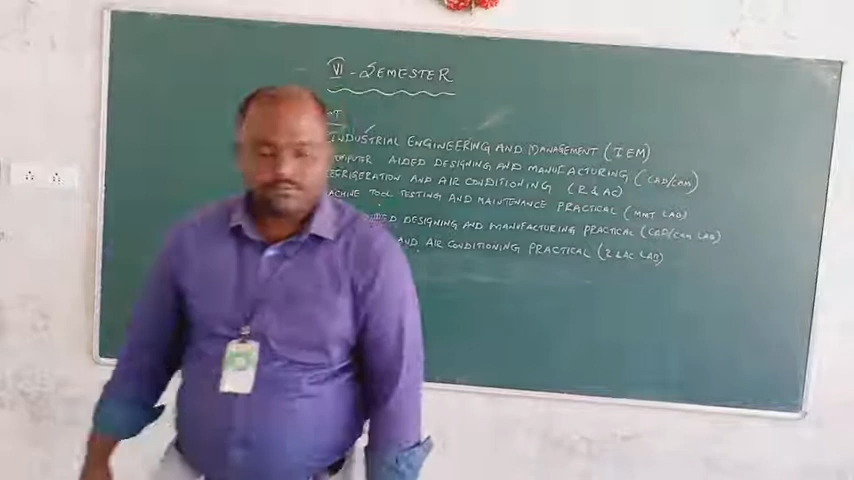 VI - SEMESTER
INDUSTRIAL ENGINEERING AND MANAGEMENT (IEM)
AIDED DESIGNING AND MANUFACTURING (CAD/CAM)
AND AIR CONDITIONING (R&AC)
TOOL TESTING AND MAINTENANCE PRACTICAL (MMT LAB)
DESIGNING AND MANUFACTURING PRACTICAL (CAD/CAM LAB)
AND AIR CONDITIONING PRACTICAL (R&AC LAB)